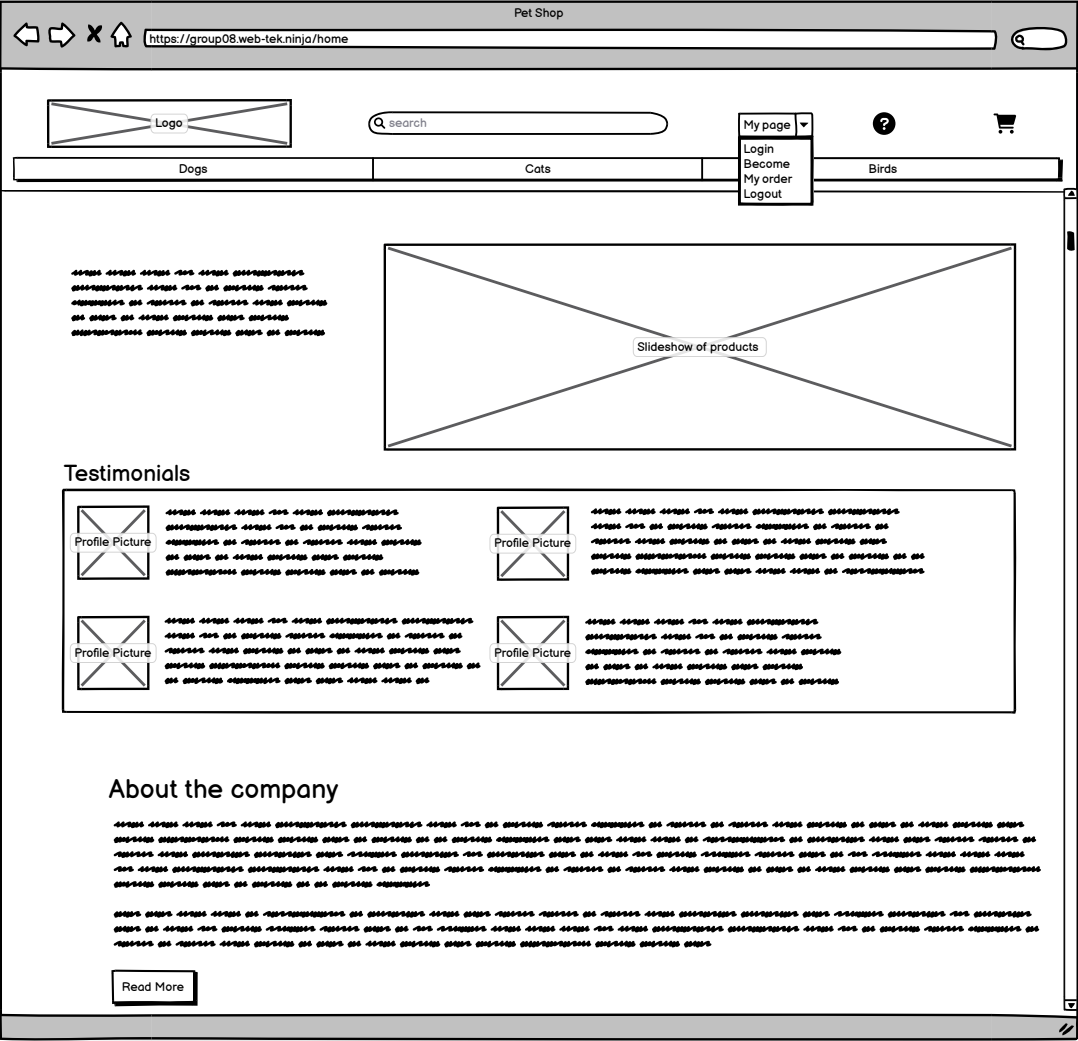 Pet Shop
https://group08.web-tek.ninja/home
Logo
search
My page
?
Login
Become
My order
Logout
Dogs
Cats
Birds
Slideshow of products
Testimonials
Profile Picture
Profile Picture
Profile Picture
Profile Picture
About the company
Read More